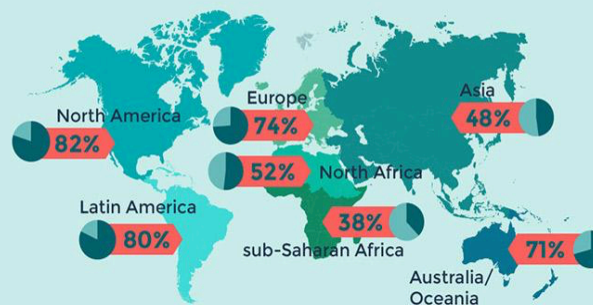 North America
82%
Europe
74%
Asia
48%
52%
North Africa
Latin America
80%
38%
sub-Saharan Africa
71%
Australia/
Oceania